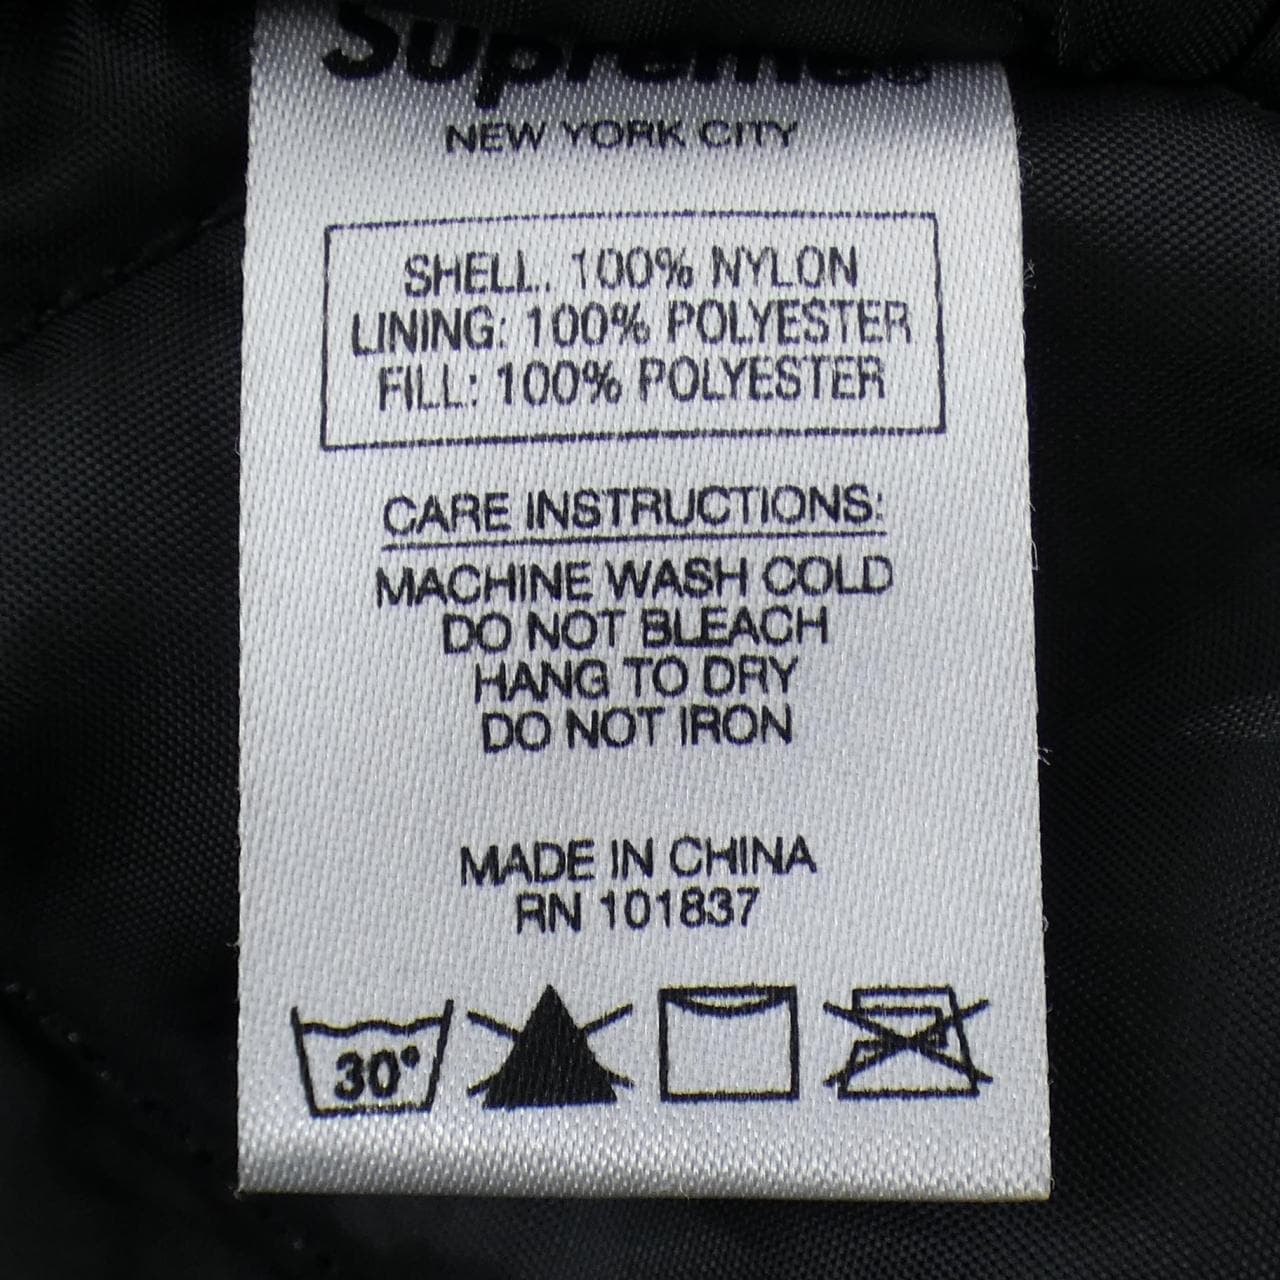 Supreme®
NEW YORK CITY
SHELL. 100% NYLON
LINING: 100% POLYESTER
FILL: 100% POLYESTER
CARE INSTRUCTIONS:
MACHINE WASH COLD
DO NOT BLEACH
HANG TO DRY
DO NOT IRON
MADE IN CHINA
RN 101837
30°